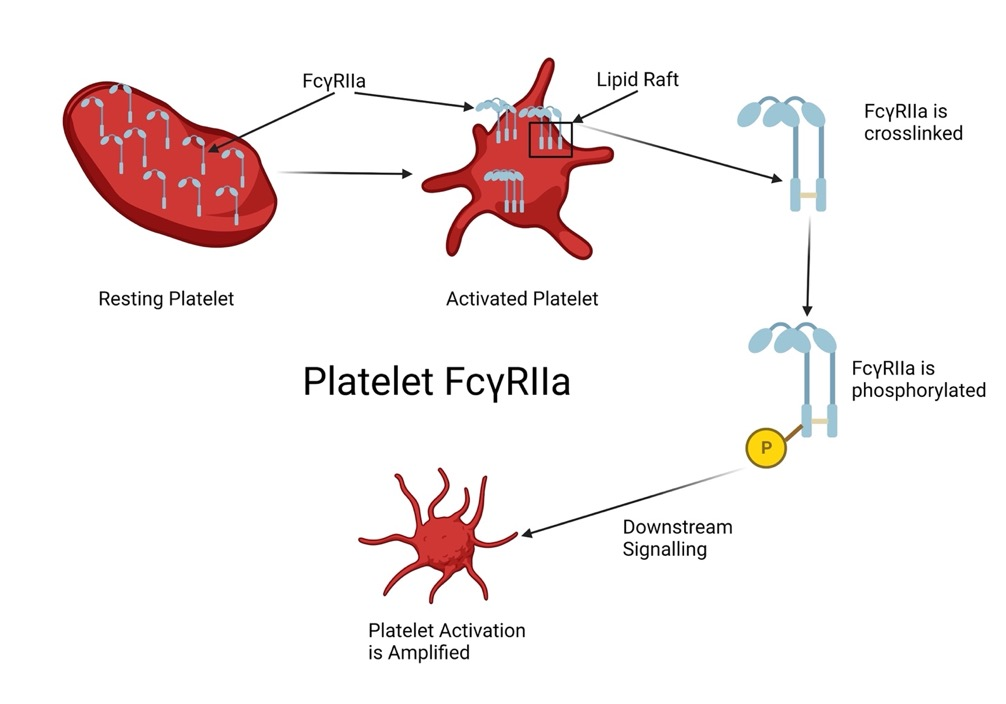 FcγRIIa
Lipid Raft
FcγRIIa is
crosslinked
Resting Platelet
Activated Platelet
Platelet FcγRIIa
FcγRIIa is
phosphorylated
P
Downstream
Signalling
Platelet Activation
is Amplified